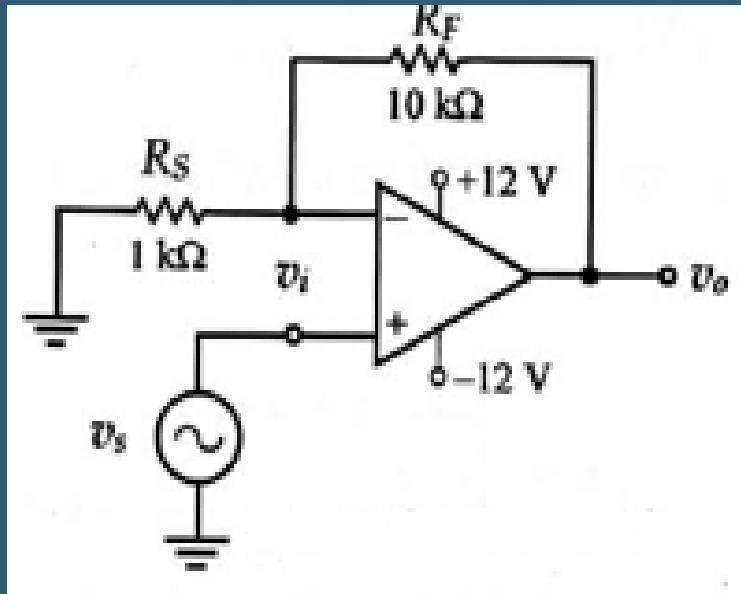 R_F
10 kΩ
R_S
+12 V
−
1 kΩ
v_i
v_o
+
−12 V
v_s